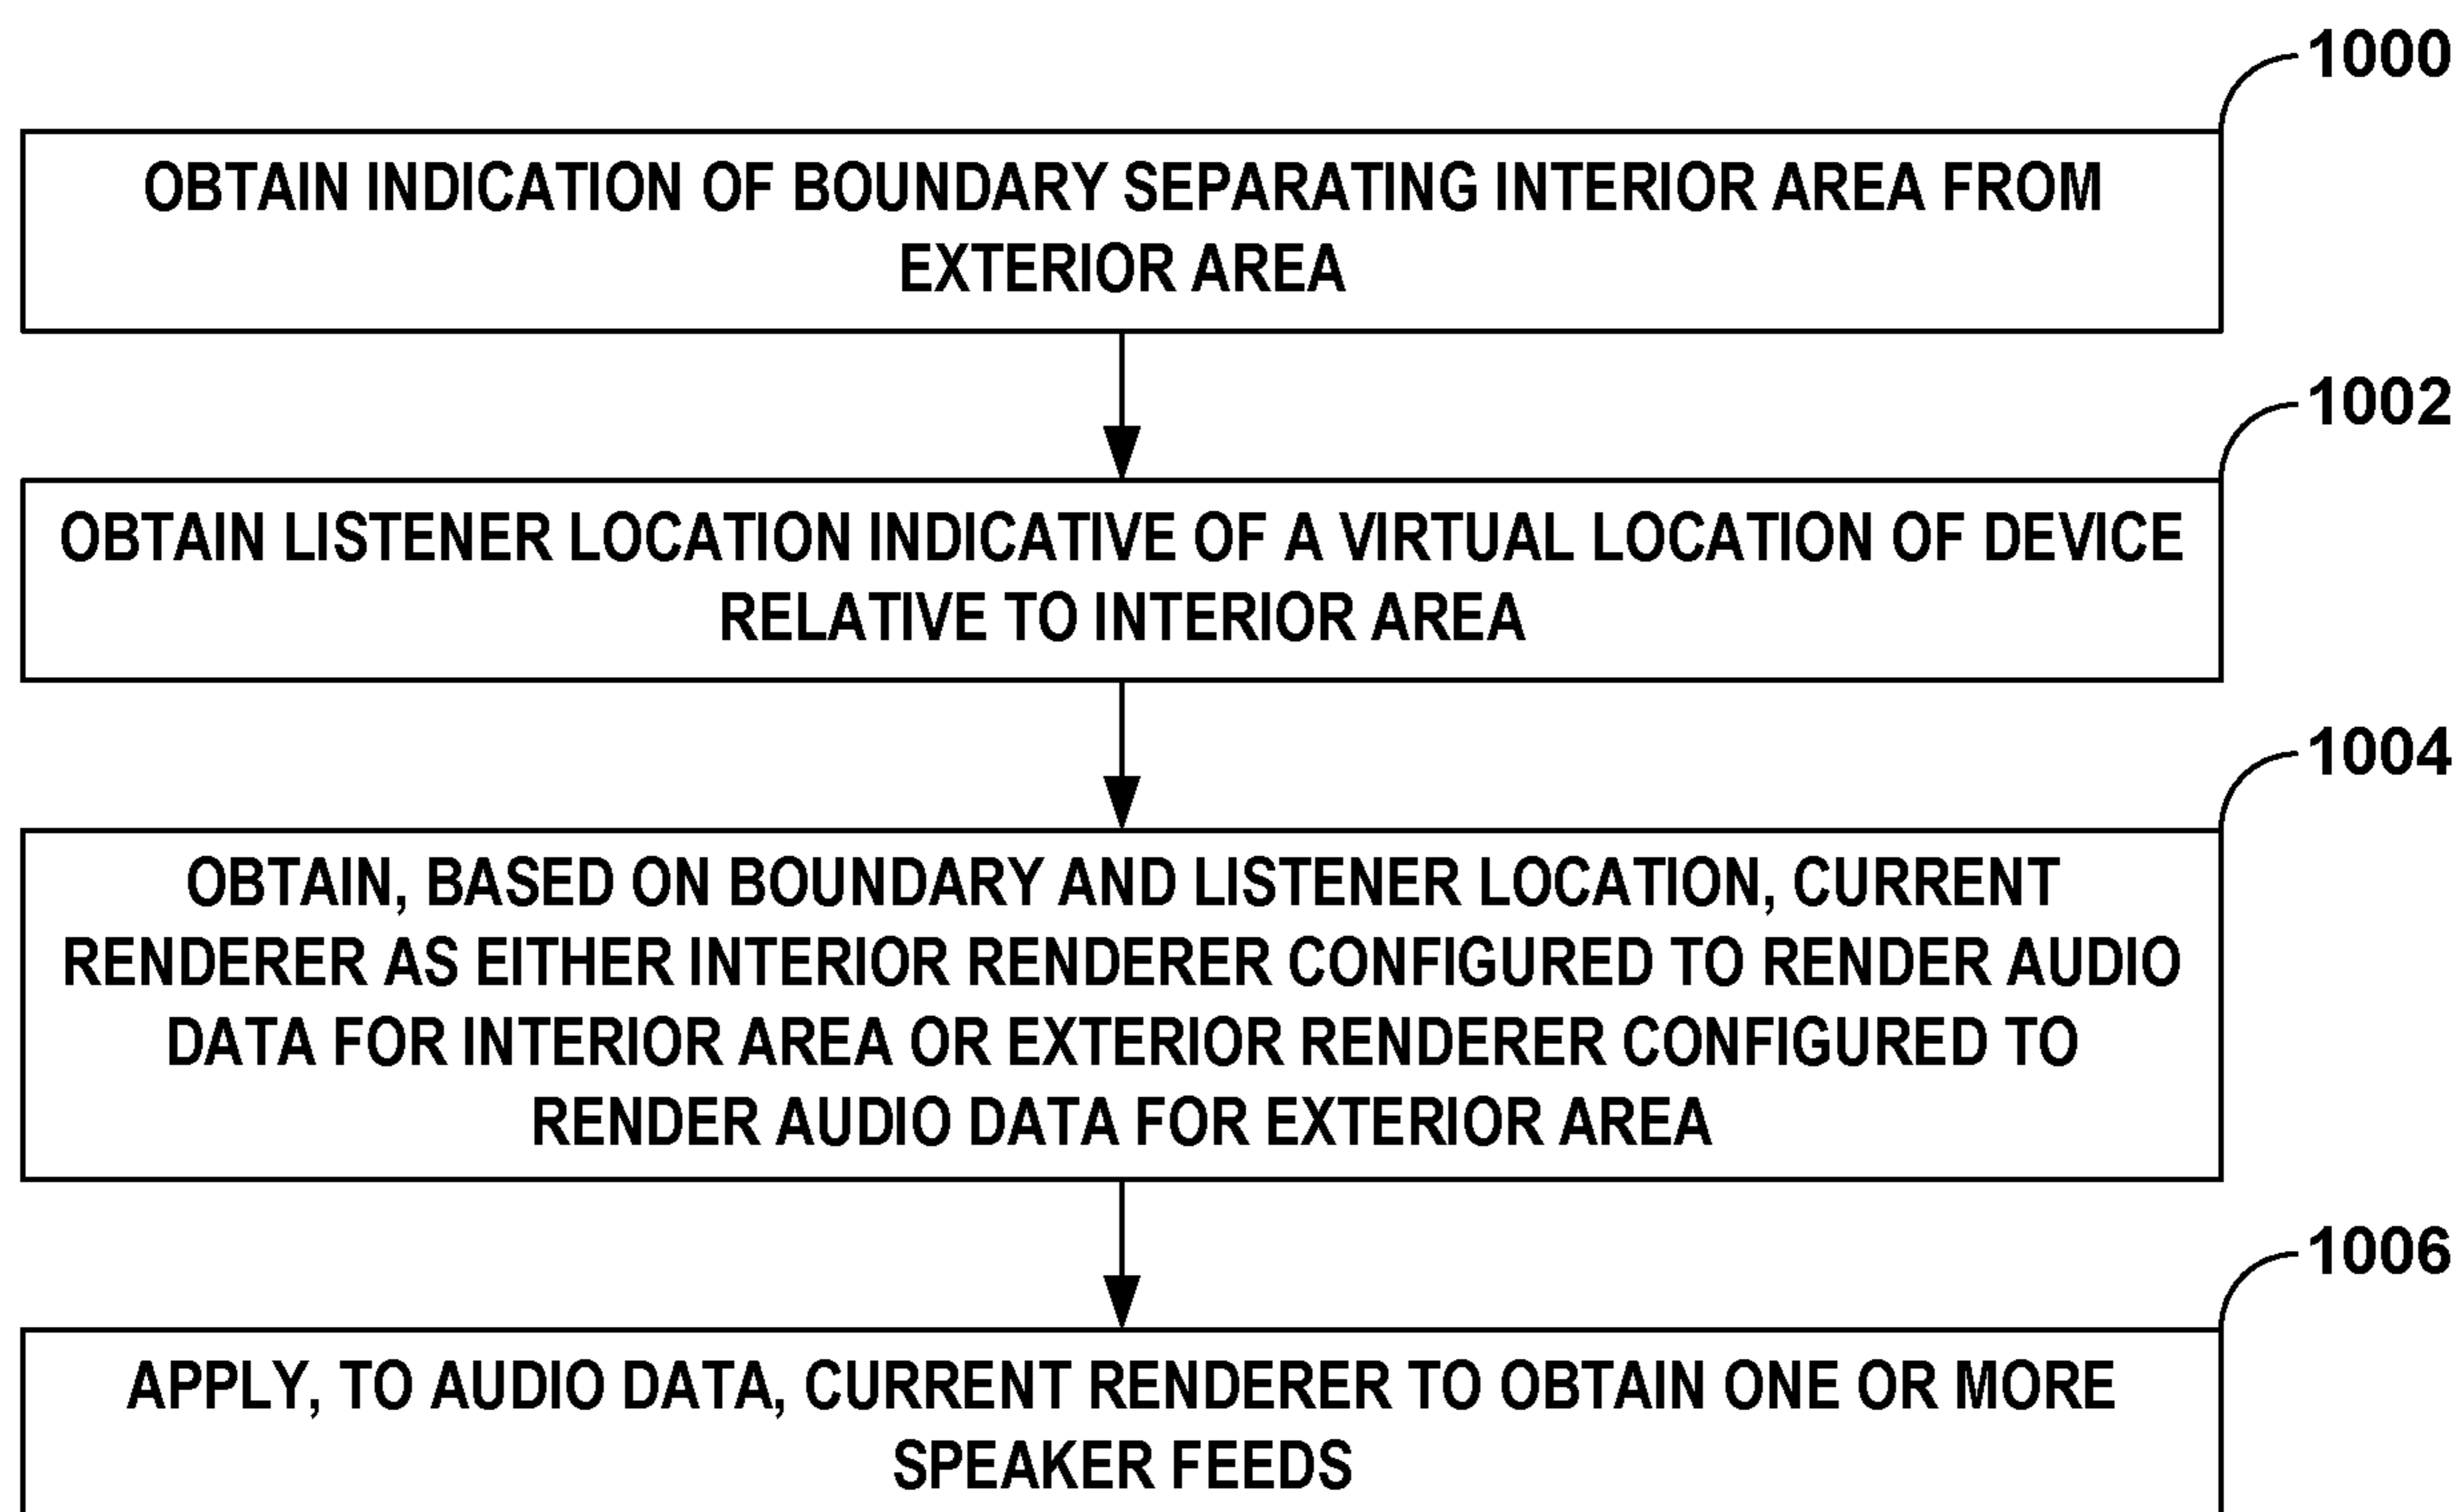 1000
OBTAIN INDICATION OF BOUNDARY SEPARATING INTERIOR AREA FROM
EXTERIOR AREA
1002
OBTAIN LISTENER LOCATION INDICATIVE OF A VIRTUAL LOCATION OF DEVICE
RELATIVE TO INTERIOR AREA
1004
OBTAIN, BASED ON BOUNDARY AND LISTENER LOCATION, CURRENT
RENDERER AS EITHER INTERIOR RENDERER CONFIGURED TO RENDER AUDIO
DATA FOR INTERIOR AREA OR EXTERIOR RENDERER CONFIGURED TO
RENDER AUDIO DATA FOR EXTERIOR AREA
1006
APPLY, TO AUDIO DATA, CURRENT RENDERER TO OBTAIN ONE OR MORE
SPEAKER FEEDS